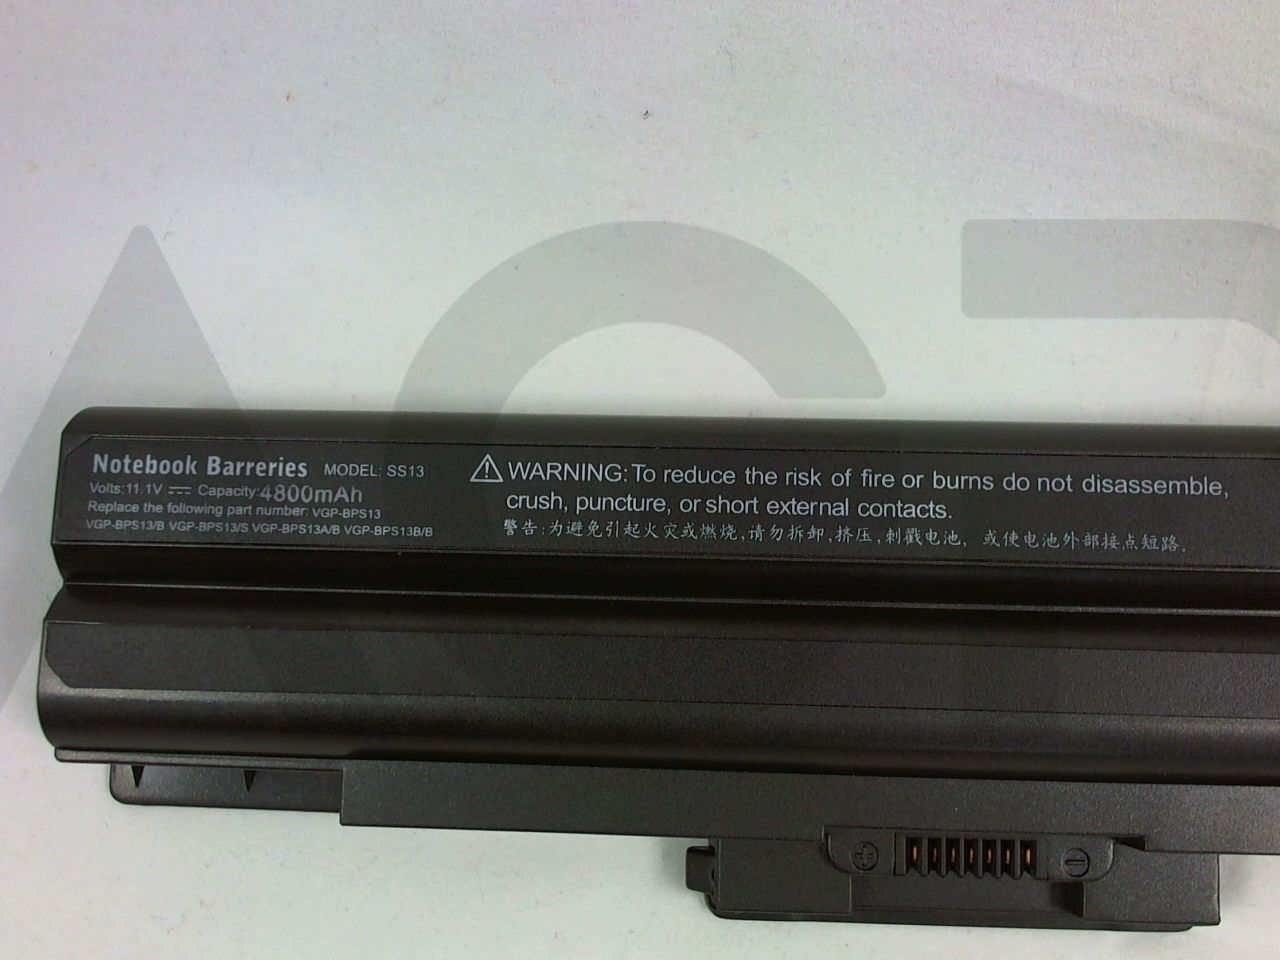 Notebook Barreries MODEL: SS13
Volts:11.1V Capacity:4800mAh
Replace the following part number: VGP-BPS13
VGP-BPS13/B VGP-BPS13/S VGP-BPS13A/B VGP-BPS13B/B
WARNING:To reduce the risk of fire or burns do not disassemble,
crush, puncture, or short external contacts.
警告:为避免引起火灾或燃烧,请勿拆卸,挤压,刺戳电池, 或使电池外部接点短路。